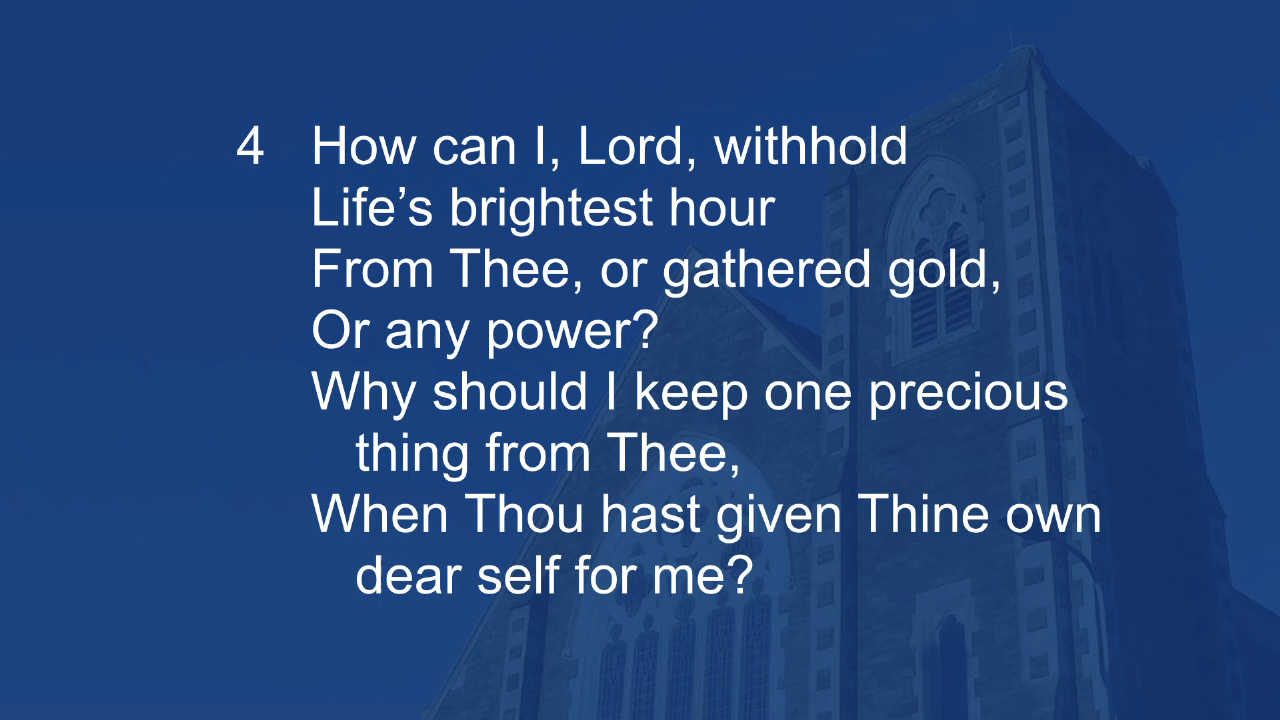 4 How can I, Lord, withhold
Life’s brightest hour
From Thee, or gathered gold,
Or any power?
Why should I keep one precious
thing from Thee,
When Thou hast given Thine own
dear self for me?